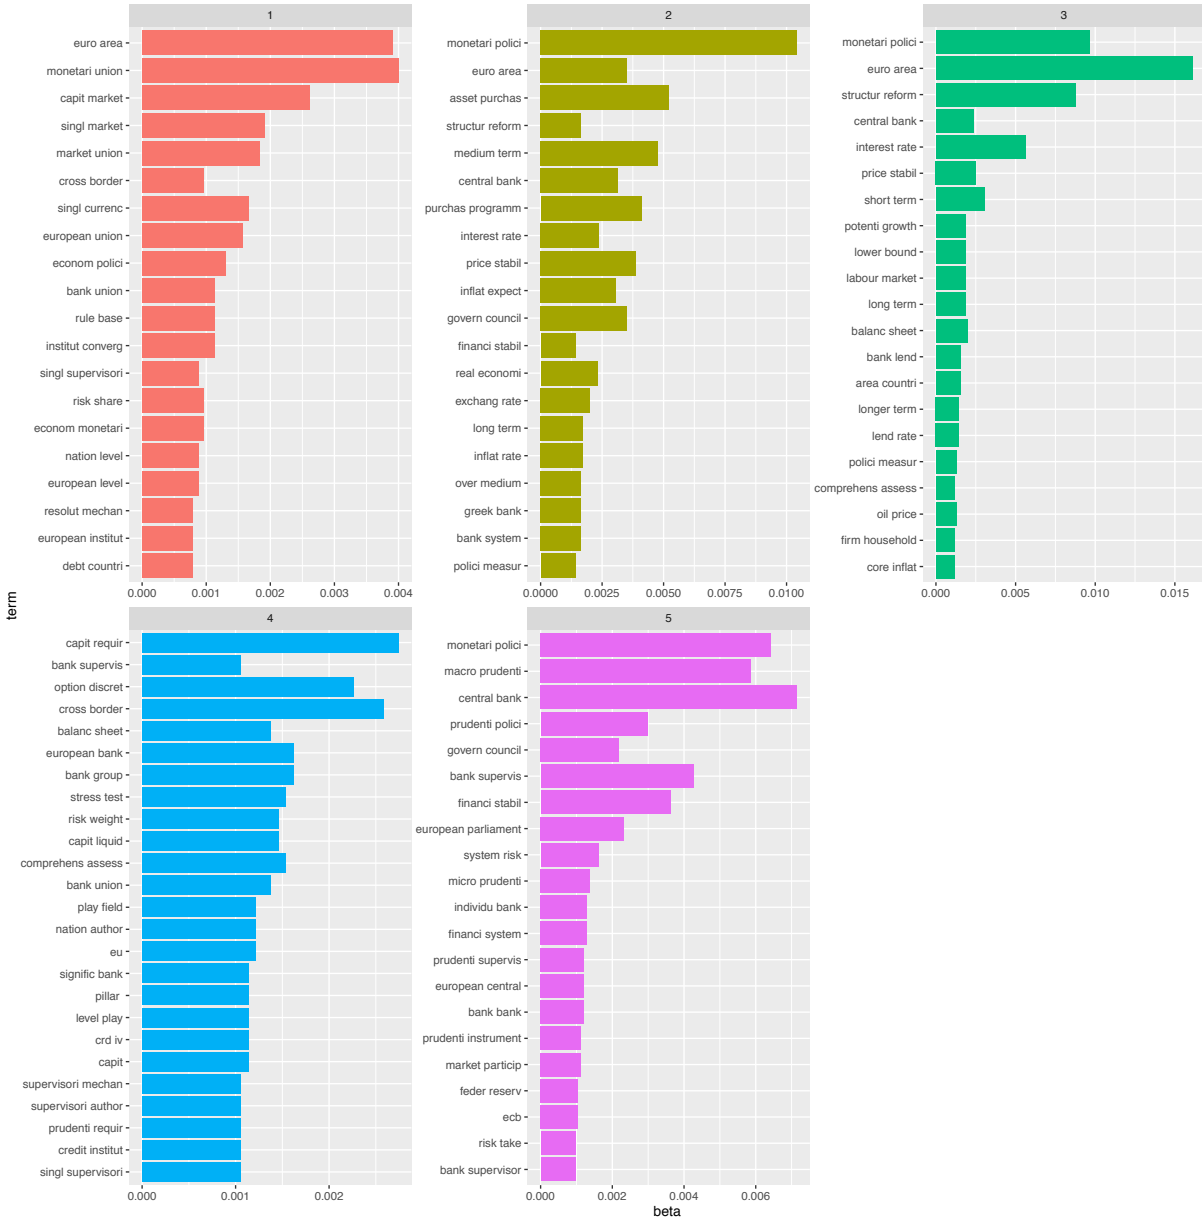 1
euro area
monetari union
capit market
singl market
market union
cross border
singl currenc
european union
econom polici
bank union
rule base
institut converg
singl supervisori
risk share
econom monetari
nation level
european level
resolut mechan
european institut
debt countri
0.000 0.001 0.002 0.003 0.004
2
monetari polici
euro area
asset purchas
structur reform
medium term
central bank
purchas programm
interest rate
price stabil
inflat expect
govern council
financi stabil
real economi
exchang rate
long term
inflat rate
over medium
greek bank
bank system
polici measur
0.0000 0.0025 0.0050 0.0075 0.0100
3
monetari polici
euro area
structur reform
central bank
interest rate
price stabil
short term
potenti growth
lower bound
labour market
long term
balanc sheet
bank lend
area countri
longer term
lend rate
polici measur
comprehens assess
oil price
firm household
core inflat
0.000 0.005 0.010 0.015
term
4
capit requir
bank supervis
option discret
cross border
balanc sheet
european bank
bank group
stress test
risk weight
capit liquid
comprehens assess
bank union
play field
nation author
eu
signific bank
pillar
level play
crd iv
capit
supervisori mechan
supervisori author
prudenti requir
credit institut
singl supervisori
0.000 0.001 0.002
5
monetari polici
macro prudenti
central bank
prudenti polici
govern council
bank supervis
financi stabil
european parliament
system risk
micro prudenti
individu bank
financi system
prudenti supervis
european central
bank bank
prudenti instrument
market particip
feder reserv
ecb
risk take
bank supervisor
0.000 0.002 0.004 0.006
beta